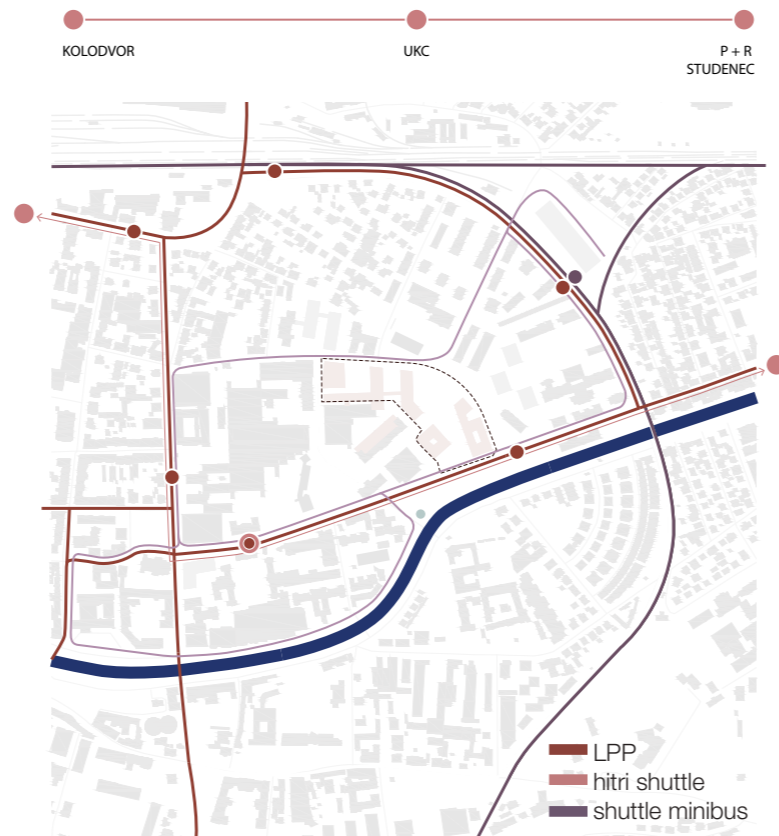 KOLODVOR
UKC
P + R
STUDENEC
LPP
hitri shuttle
shuttle minibus